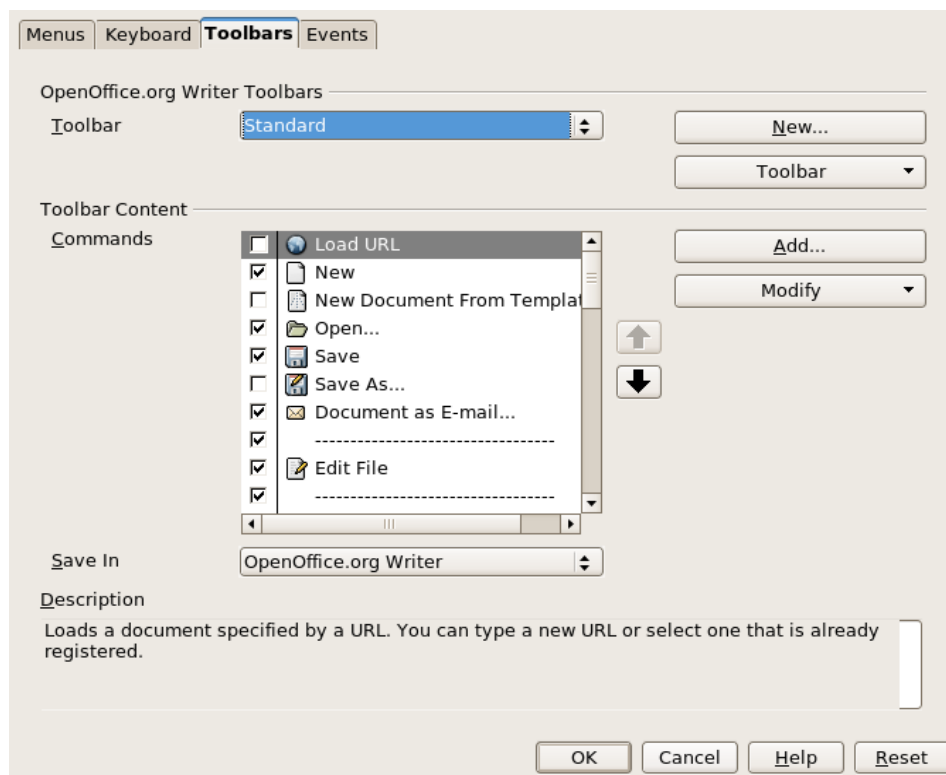 Menus Keyboard Toolbars Events
OpenOffice.org Writer Toolbars
Toolbar Standard New...
Toolbar
Toolbar Content
Commands Load URL Add...
New
New Document From Templat Modify
Open...
Save
Save As...
Document as E-mail...
----------------------------------
Edit File
----------------------------------
Save In OpenOffice.org Writer
Description
Loads a document specified by a URL. You can type a new URL or select one that is already
registered.
OK Cancel Help Reset